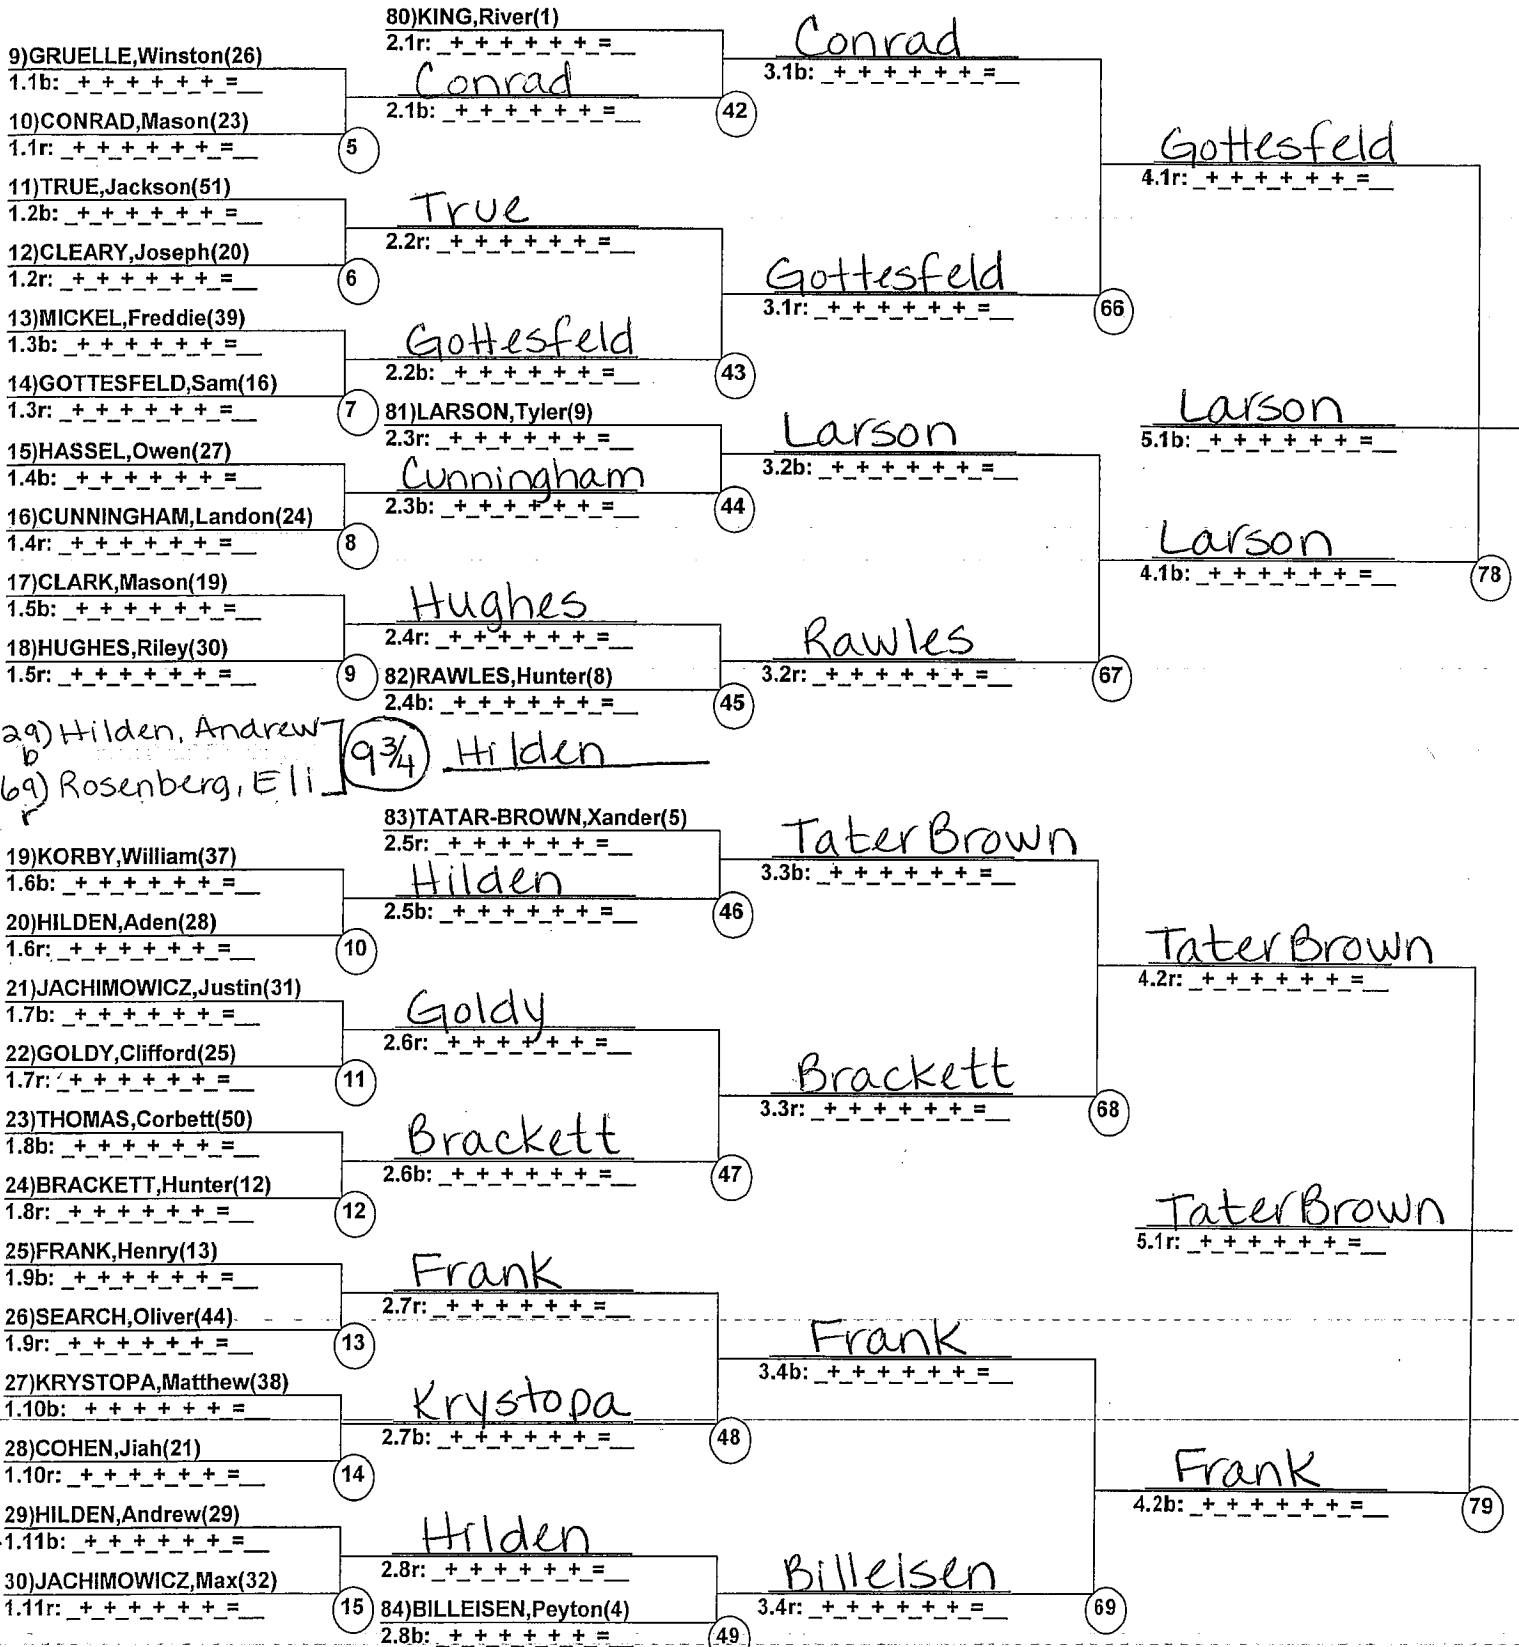 80)KING,River(1)
2.1r: _+_+_+_+_+_+_=__
Conrad
3.1b: _+_+_+_+_+_+_=__
9)GRUELLE,Winston(26)
1.1b: _+_+_+_+_+_+_=__
Conrad
2.1b: _+_+_+_+_+_+_=__
42
10)CONRAD,Mason(23)
1.1r: _+_+_+_+_+_+_=__
5
Gottesfeld
4.1r: _+_+_+_+_+_+_=__
11)TRUE,Jackson(51)
1.2b: _+_+_+_+_+_+_=__
True
2.2r: _+_+_+_+_+_+_=__
12)CLEARY,Joseph(20)
1.2r: _+_+_+_+_+_+_=__
6
Gottesfeld
3.1r: _+_+_+_+_+_+_=__
66
13)MICKEL,Freddie(39)
1.3b: _+_+_+_+_+_+_=__
Gottesfeld
2.2b: _+_+_+_+_+_+_=__
43
14)GOTTESFELD,Sam(16)
1.3r: _+_+_+_+_+_+_=__
7
81)LARSON,Tyler(9)
2.3r: _+_+_+_+_+_+_=__
Larson
3.2b: _+_+_+_+_+_+_=__
Larson
5.1b: _+_+_+_+_+_+_=__
15)HASSEL,Owen(27)
1.4b: _+_+_+_+_+_+_=__
Cunningham
2.3b: _+_+_+_+_+_+_=__
44
16)CUNNINGHAM,Landon(24)
1.4r: _+_+_+_+_+_+_=__
8
Larson
4.1b: _+_+_+_+_+_+_=__
78
17)CLARK,Mason(19)
1.5b: _+_+_+_+_+_+_=__
Hughes
2.4r: _+_+_+_+_+_+_=__
18)HUGHES,Riley(30)
1.5r: _+_+_+_+_+_+_=__
9
82)RAWLES,Hunter(8)
2.4b: _+_+_+_+_+_+_=__
45
Rawles
3.2r: _+_+_+_+_+_+_=__
67
29) Hilden, Andrew
b
69) Rosenberg, Eli
r
9 3/4
Hilden
83)TATAR-BROWN,Xander(5)
2.5r: _+_+_+_+_+_+_=__
TaterBrown
3.3b: _+_+_+_+_+_+_=__
19)KORBY,William(37)
1.6b: _+_+_+_+_+_+_=__
Hilden
2.5b: _+_+_+_+_+_+_=__
46
20)HILDEN,Aden(28)
1.6r: _+_+_+_+_+_+_=__
10
TaterBrown
4.2r: _+_+_+_+_+_+_=__
21)JACHIMOWICZ,Justin(31)
1.7b: _+_+_+_+_+_+_=__
Goldy
2.6r: _+_+_+_+_+_+_=__
22)GOLDY,Clifford(25)
1.7r: _+_+_+_+_+_+_=__
11
Brackett
3.3r: _+_+_+_+_+_+_=__
68
23)THOMAS,Corbett(50)
1.8b: _+_+_+_+_+_+_=__
Brackett
2.6b: _+_+_+_+_+_+_=__
47
24)BRACKETT,Hunter(12)
1.8r: _+_+_+_+_+_+_=__
12
TaterBrown
5.1r: _+_+_+_+_+_+_=__
25)FRANK,Henry(13)
1.9b: _+_+_+_+_+_+_=__
Frank
2.7r: _+_+_+_+_+_+_=__
26)SEARCH,Oliver(44)
1.9r: _+_+_+_+_+_+_=__
13
Frank
3.4b: _+_+_+_+_+_+_=__
27)KRYSTOPA,Matthew(38)
1.10b: _+_+_+_+_+_+_=__
Krystopa
2.7b: _+_+_+_+_+_+_=__
48
28)COHEN,Jiah(21)
1.10r: _+_+_+_+_+_+_=__
14
Frank
4.2b: _+_+_+_+_+_+_=__
79
29)HILDEN,Andrew(29)
1.11b: _+_+_+_+_+_+_=__
Hilden
2.8r: _+_+_+_+_+_+_=__
30)JACHIMOWICZ,Max(32)
1.11r: _+_+_+_+_+_+_=__
15
84)BILLEISEN,Peyton(4)
2.8b: _+_+_+_+_+_+_=__
49
Billeisen
3.4r: _+_+_+_+_+_+_=__
69